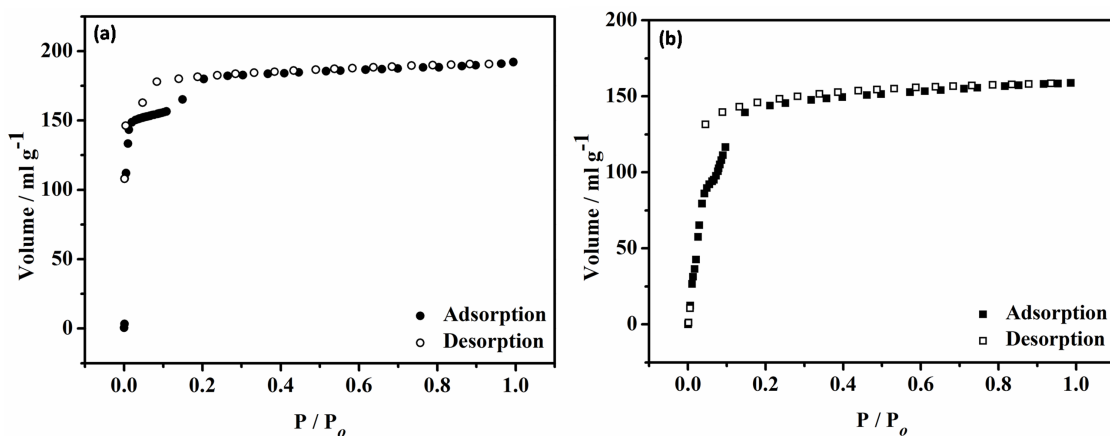 (a)
200
150
100
50
0
Volume / ml g-1
Adsorption
Desorption
0.0 0.2 0.4 0.6 0.8 1.0
P / Po
(b)
200
150
100
50
0
Volume / ml g-1
Adsorption
Desorption
0.0 0.2 0.4 0.6 0.8 1.0
P / Po